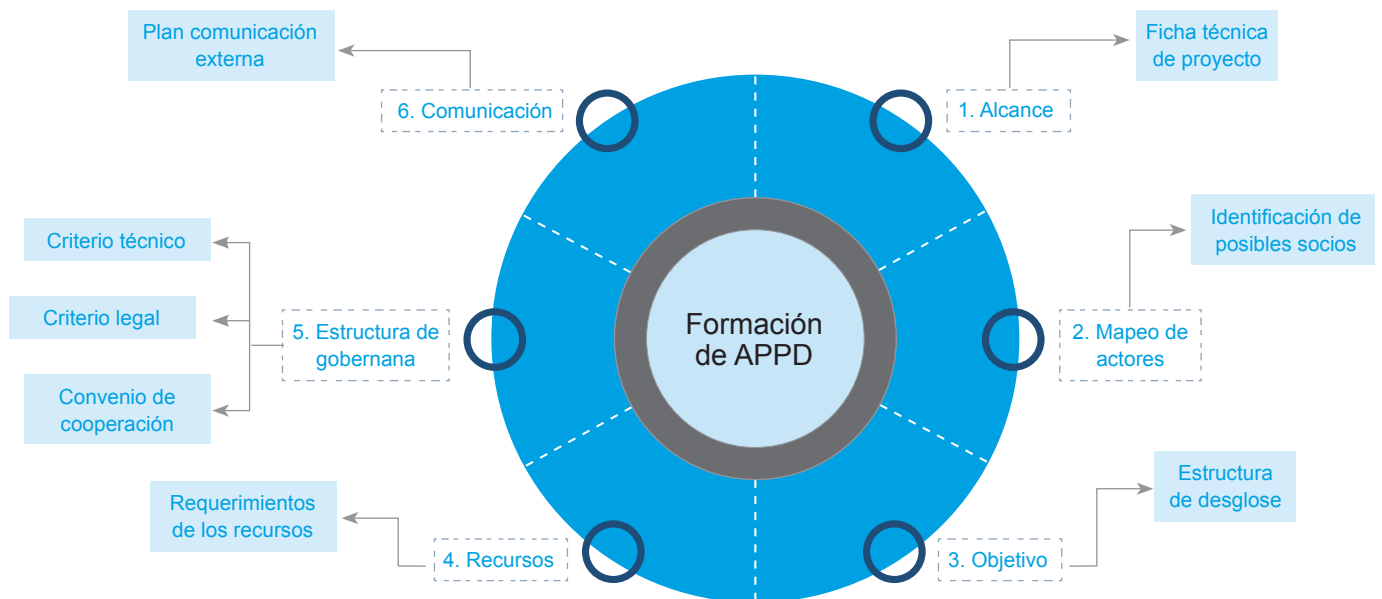 Plan comunicación
externa
6. Comunicación
Ficha técnica
de proyecto
1. Alcance
Identificación de
posibles socios
2. Mapeo de
actores
Estructura
de desglose
3. Objetivo
Requerimientos
de los recursos
4. Recursos
Criterio técnico
Criterio legal
Convenio de
cooperación
5. Estructura de
gobernana
Formación
de APPD